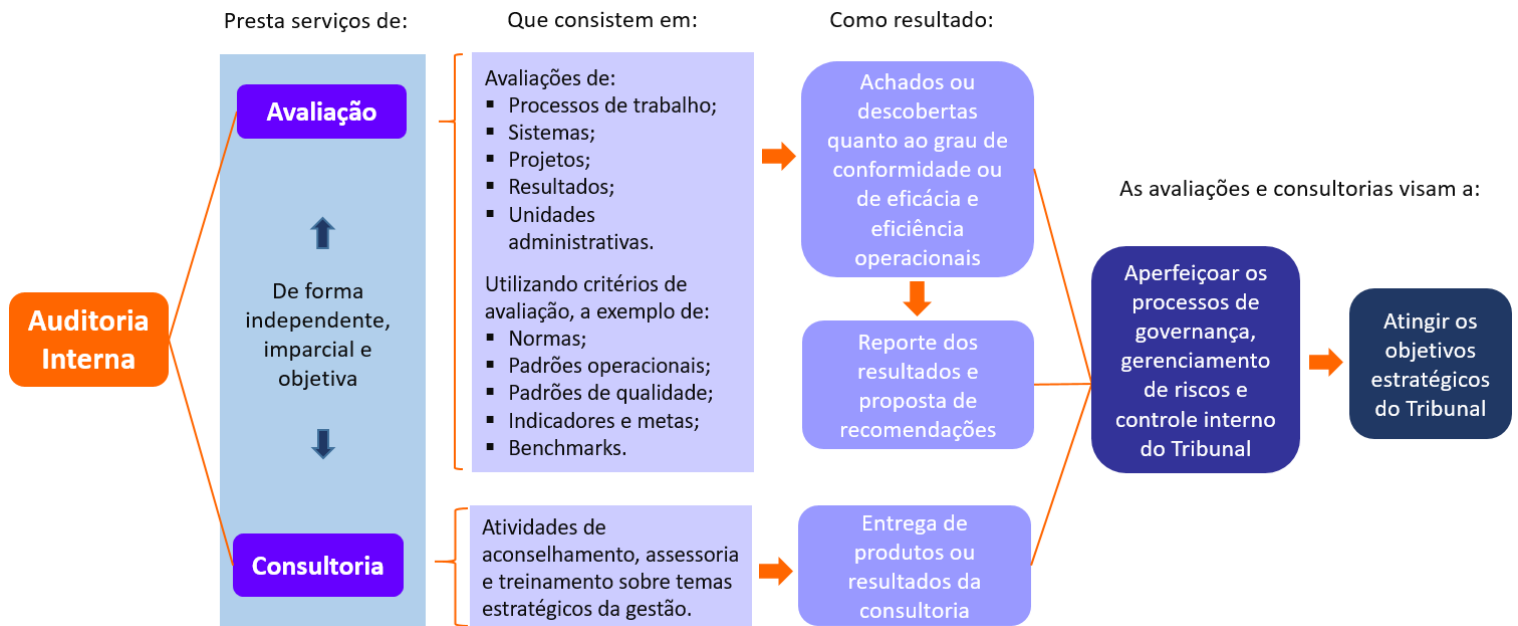 Presta serviços de:
Que consistem em:
Como resultado:
Auditoria
Interna
Avaliação
De forma
independente,
imparcial e
objetiva
Consultoria
Avaliações de:
▪ Processos de trabalho;
▪ Sistemas;
▪ Projetos;
▪ Resultados;
▪ Unidades
administrativas.
Utilizando critérios de
avaliação, a exemplo de:
▪ Normas;
▪ Padrões operacionais;
▪ Padrões de qualidade;
▪ Indicadores e metas;
▪ Benchmarks.
Atividades de
aconselhamento, assessoria
e treinamento sobre temas
estratégicos da gestão.
Achados ou
descobertas
quanto ao grau de
conformidade ou
de eficácia e
eficiência
operacionais
Reporte dos
resultados e
proposta de
recomendações
Entrega de
produtos ou
resultados da
consultoria
As avaliações e consultorias visam a:
Aperfeiçoar os
processos de
governança,
gerenciamento
de riscos e
controle interno
do Tribunal
Atingir os
objetivos
estratégicos
do Tribunal